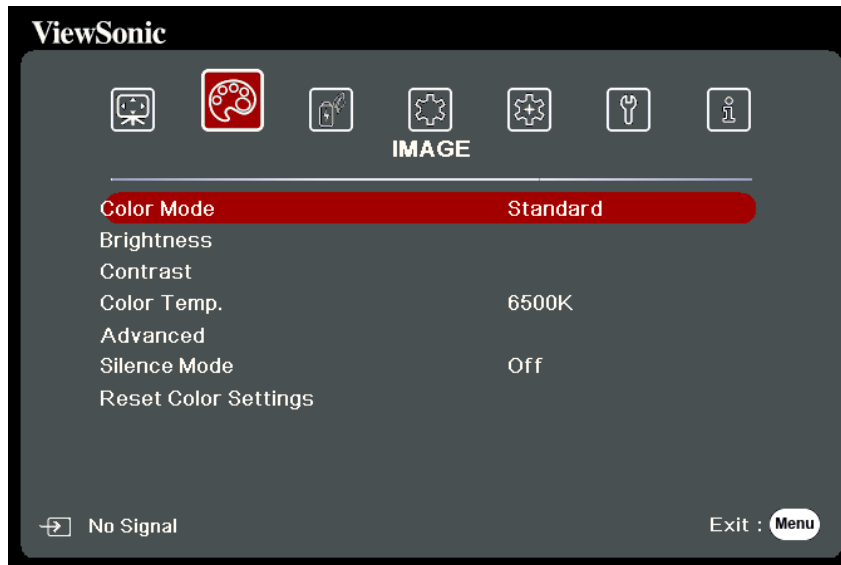 ViewSonic
IMAGE
Color Mode Standard
Brightness
Contrast
Color Temp. 6500K
Advanced
Silence Mode Off
Reset Color Settings
No Signal Exit : Menu